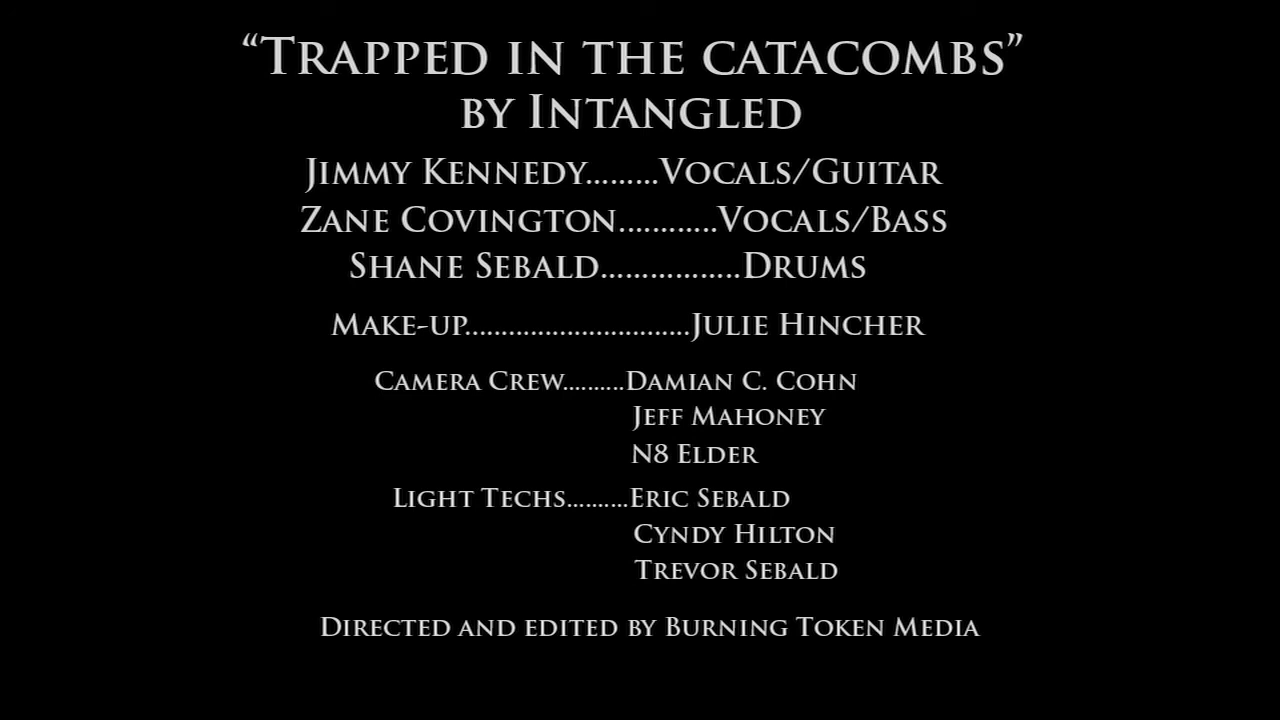 “Trapped in the catacombs”
by Intangled
Jimmy Kennedy.........Vocals/Guitar
Zane Covington............Vocals/Bass
Shane Sebald.................Drums
Make-up...............................Julie Hincher
Camera Crew..........Damian C. Cohn
Jeff Mahoney
N8 Elder
Light Techs..........Eric Sebald
Cyndy Hilton
Trevor Sebald
Directed and edited by Burning Token Media